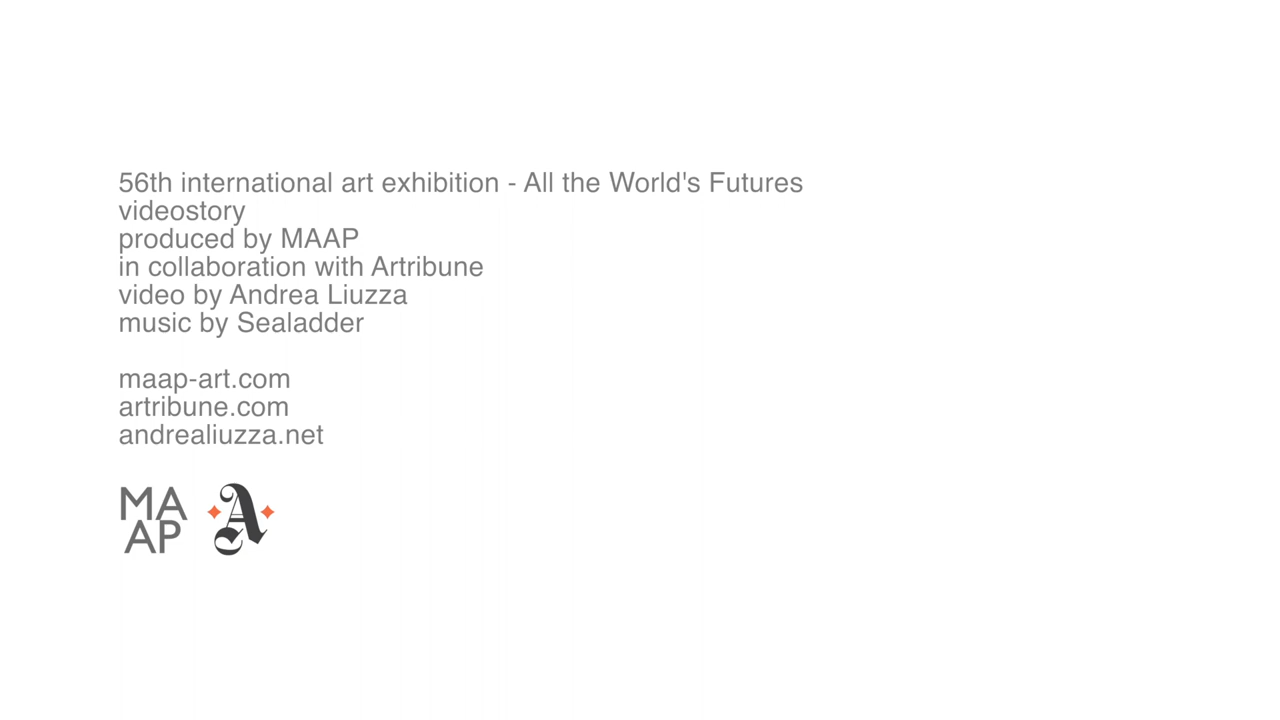 56th international art exhibition - All the World's Futures
videostory
produced by MAAP
in collaboration with Artribune
video by Andrea Liuzza
music by Sealadder
maap-art.com
artribune.com
andrealiuzza.net
MA
AP
A